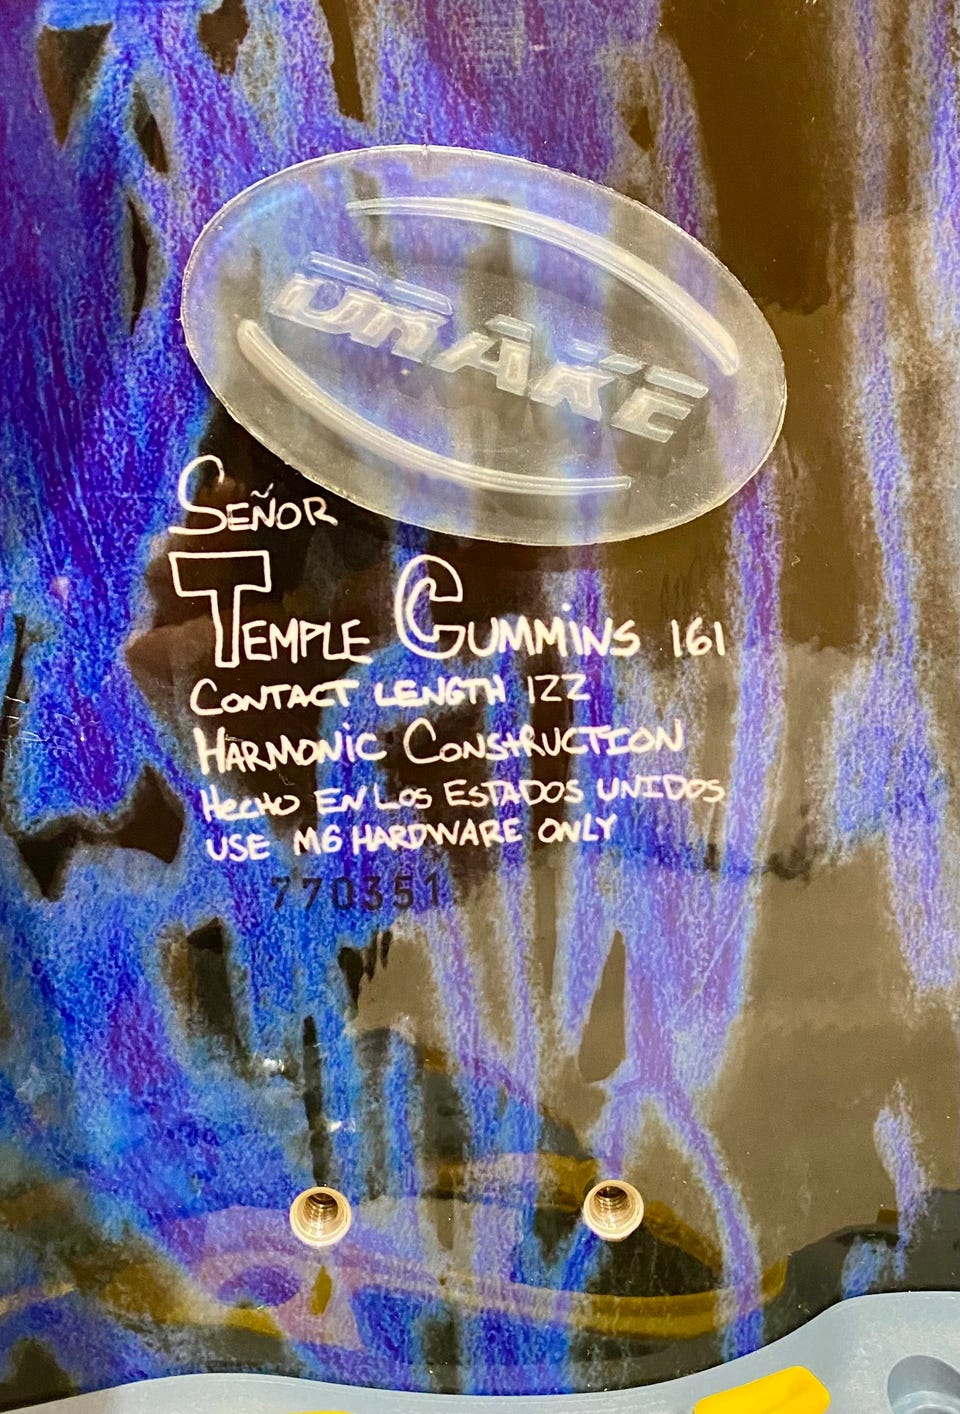 DRAKE
SEÑOR
TEMPLE CUMMINS 161
CONTACT LENGTH 122
HARMONIC CONSTRUCTION
HECHO EN LOS ESTADOS UNIDOS
USE M6 HARDWARE ONLY
770351